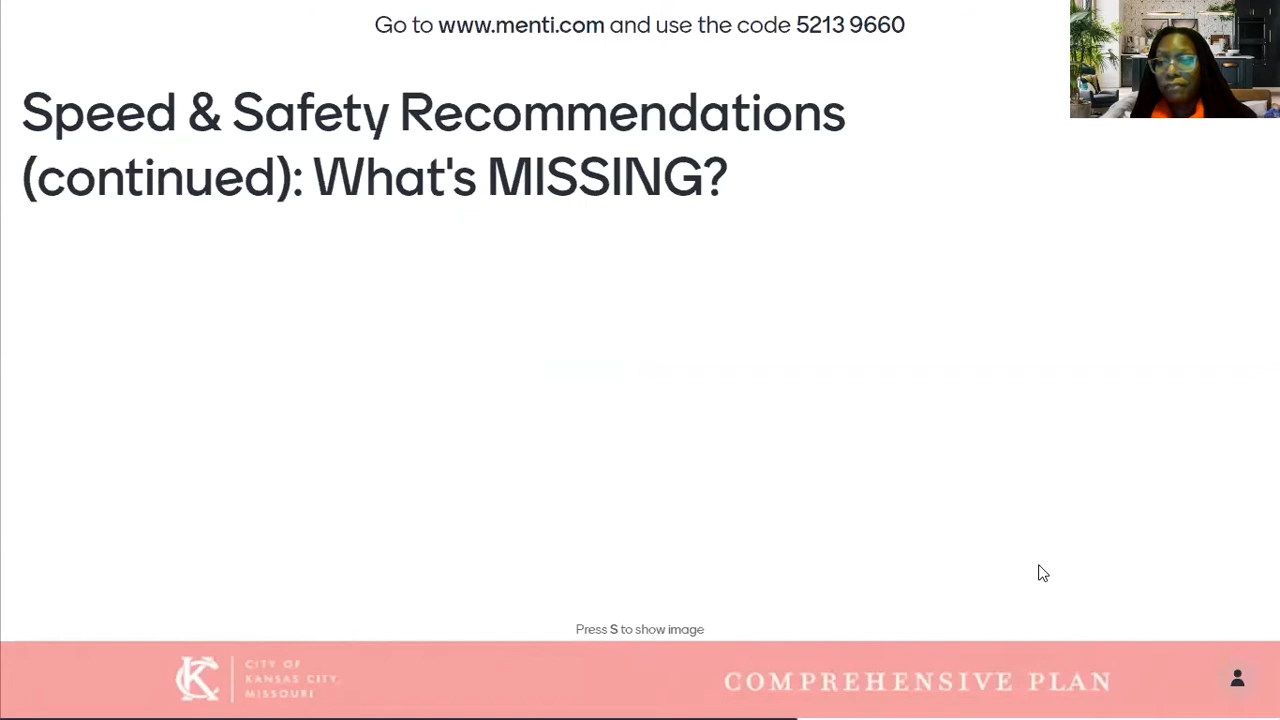 Go to www.menti.com and use the code 5213 9660
Speed & Safety Recommendations
(continued): What's MISSING?
Press S to show image
KC
CITY OF
KANSAS CITY,
MISSOURI
COMPREHENSIVE PLAN